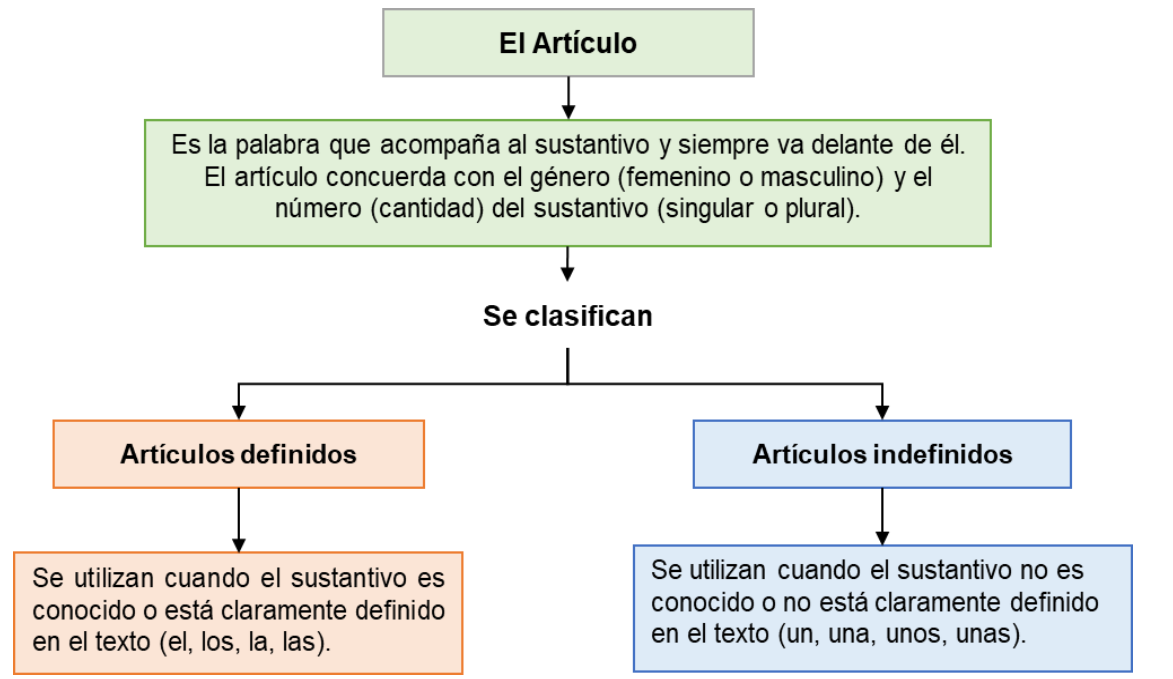 El Artículo
Es la palabra que acompaña al sustantivo y siempre va delante de él.
El artículo concuerda con el género (femenino o masculino) y el
número (cantidad) del sustantivo (singular o plural).
Se clasifican
Artículos definidos
Artículos indefinidos
Se utilizan cuando el sustantivo es
conocido o está claramente definido
en el texto (el, los, la, las).
Se utilizan cuando el sustantivo no es
conocido o no está claramente definido
en el texto (un, una, unos, unas).